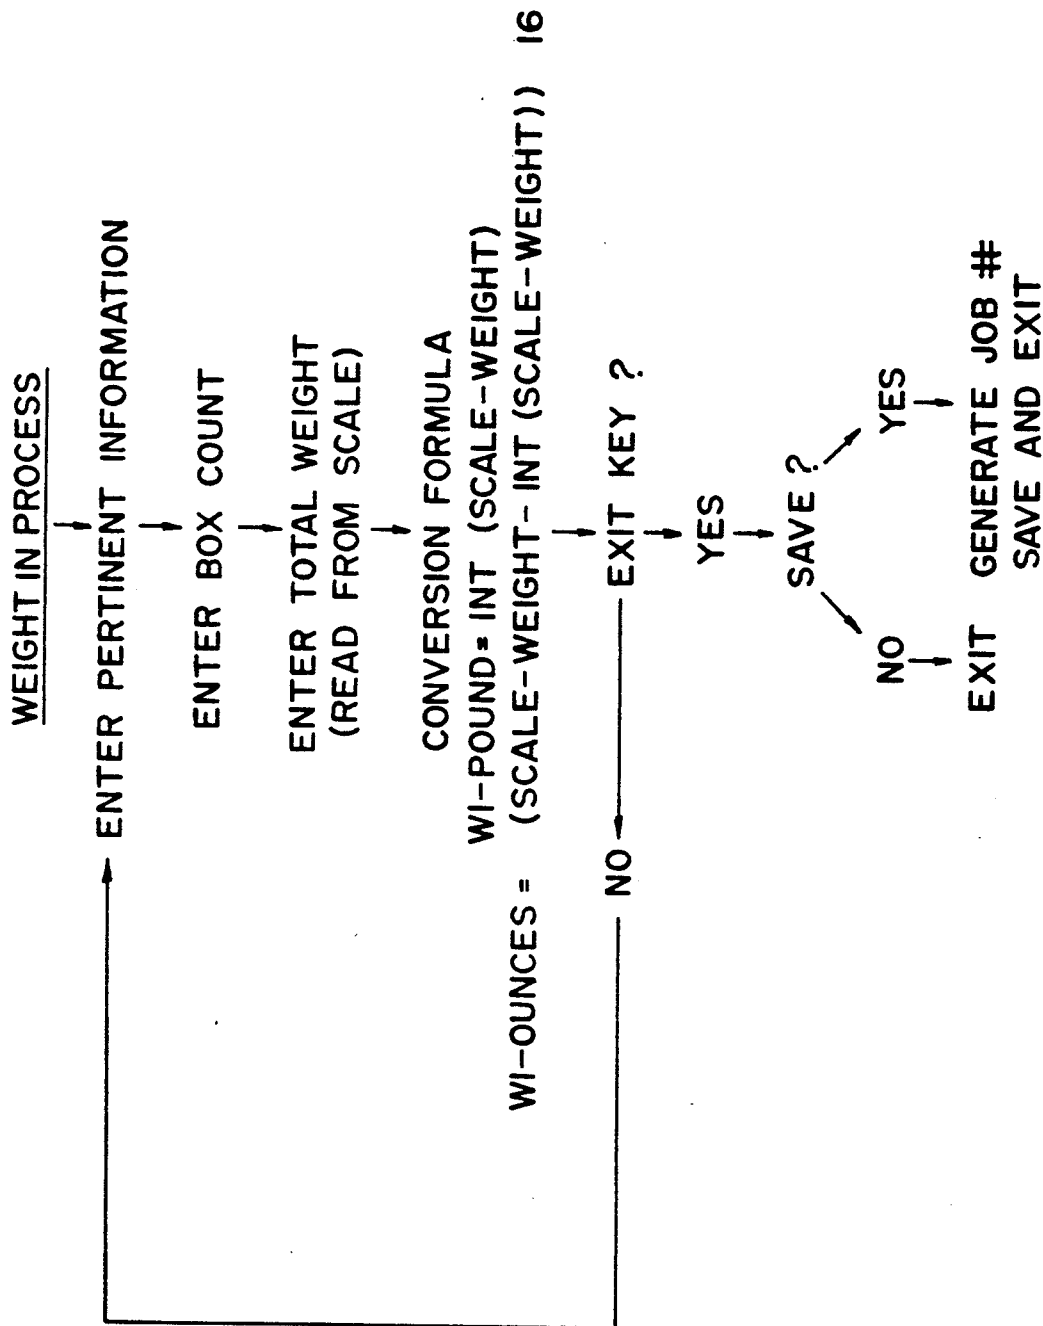 WEIGHT IN PROCESS
ENTER PERTINENT INFORMATION
ENTER BOX COUNT
ENTER TOTAL WEIGHT
(READ FROM SCALE)
CONVERSION FORMULA
WI-POUND = INT (SCALE-WEIGHT)
WI-OUNCES = (SCALE-WEIGHT- INT (SCALE-WEIGHT)) 16
NO
EXIT KEY ?
YES
SAVE ?
NO
YES
EXIT
GENERATE JOB #
SAVE AND EXIT